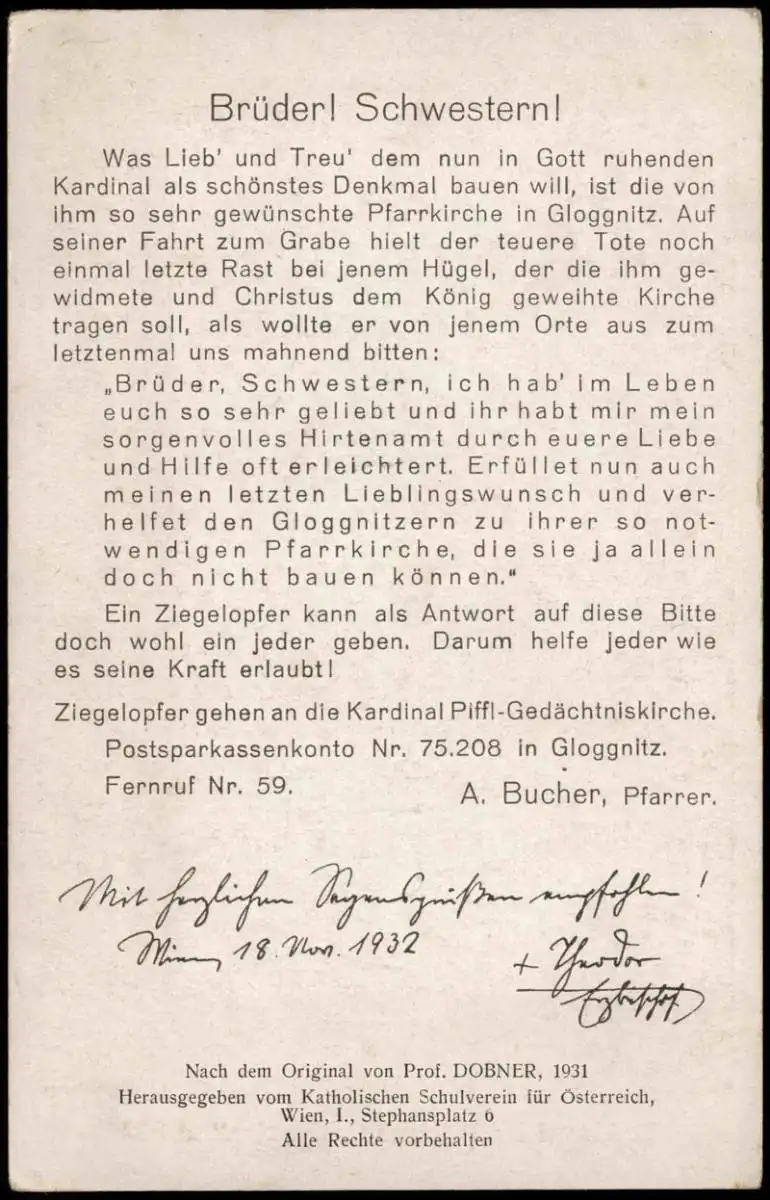 Brüder! Schwestern!
Was Lieb' und Treu' dem nun in Gott ruhenden
Kardinal als schönstes Denkmal bauen will, ist die von
ihm so sehr gewünschte Pfarrkirche in Gloggnitz. Auf
seiner Fahrt zum Grabe hielt der teuere Tote noch
einmal letzte Rast bei jenem Hügel, der die ihm ge-
widmete und Christus dem König geweihte Kirche
tragen soll, als wollte er von jenem Orte aus zum
letztenmal uns mahnend bitten:
„Brüder, Schwestern, ich hab' im Leben
euch so sehr geliebt und ihr habt mir mein
sorgenvolles Hirtenamt durch euere Liebe
und Hilfe oft erleichtert. Erfüllet nun auch
meinen letzten Lieblingswunsch und ver-
helfet den Gloggnitzern zu ihrer so not-
wendigen Pfarrkirche, die sie ja allein
doch nicht bauen können."
Ein Ziegelopfer kann als Antwort auf diese Bitte
doch wohl ein jeder geben. Darum helfe jeder wie
es seine Kraft erlaubt!
Ziegelopfer gehen an die Kardinal Piffl-Gedächtniskirche.
Postsparkassenkonto Nr. 75.208 in Gloggnitz.
Fernruf Nr. 59.
A. Bucher, Pfarrer.
Mit herzlichen Segensgrüßen empfohlen!
Wien, 18. Nov. 1932
+ Theodor
Erzbischof
Nach dem Original von Prof. DOBNER, 1931
Herausgegeben vom Katholischen Schulverein für Österreich,
Wien, I., Stephansplatz 6
Alle Rechte vorbehalten